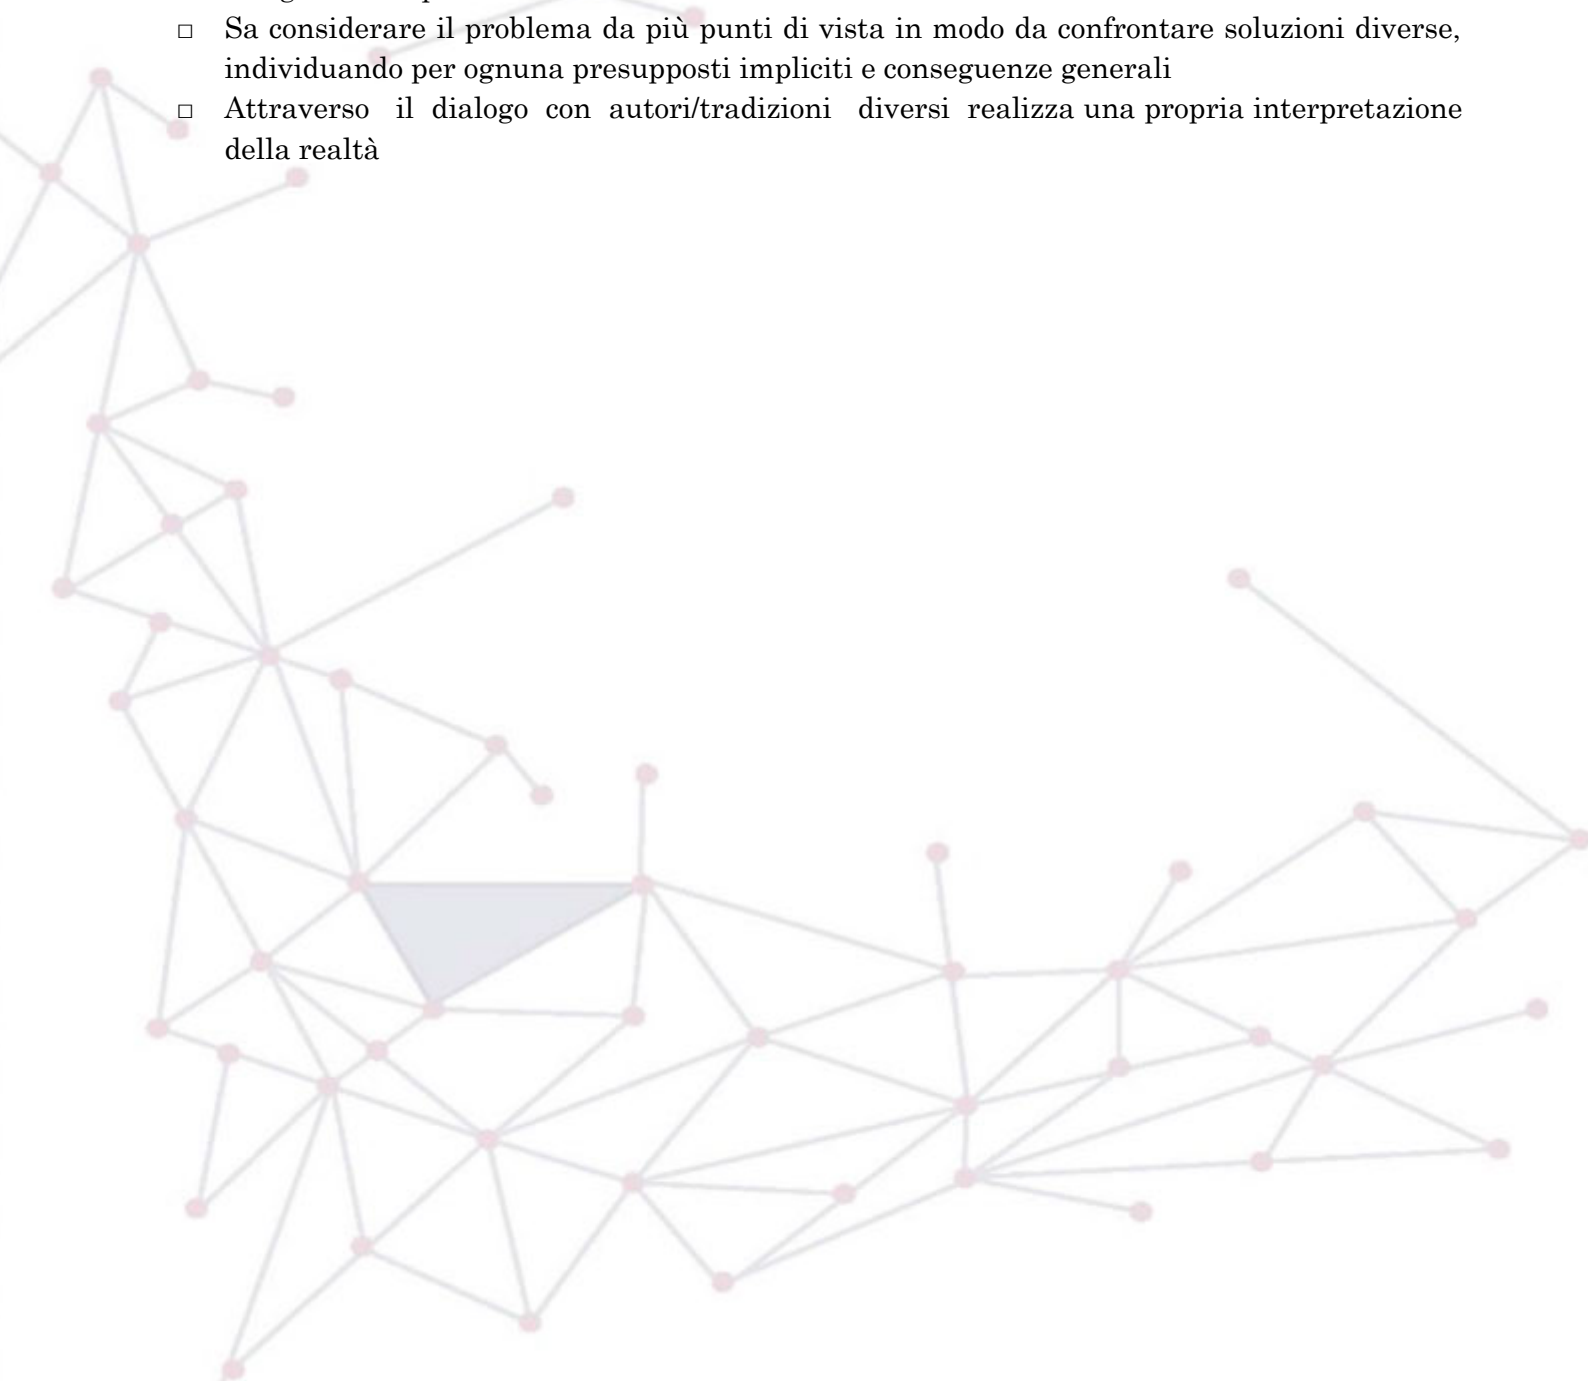 □ Sa considerare il problema da più punti di vista in modo da confrontare soluzioni diverse,
individuando per ognuna presupposti impliciti e conseguenze generali
□ Attraverso il dialogo con autori/tradizioni diversi realizza una propria interpretazione
della realtà